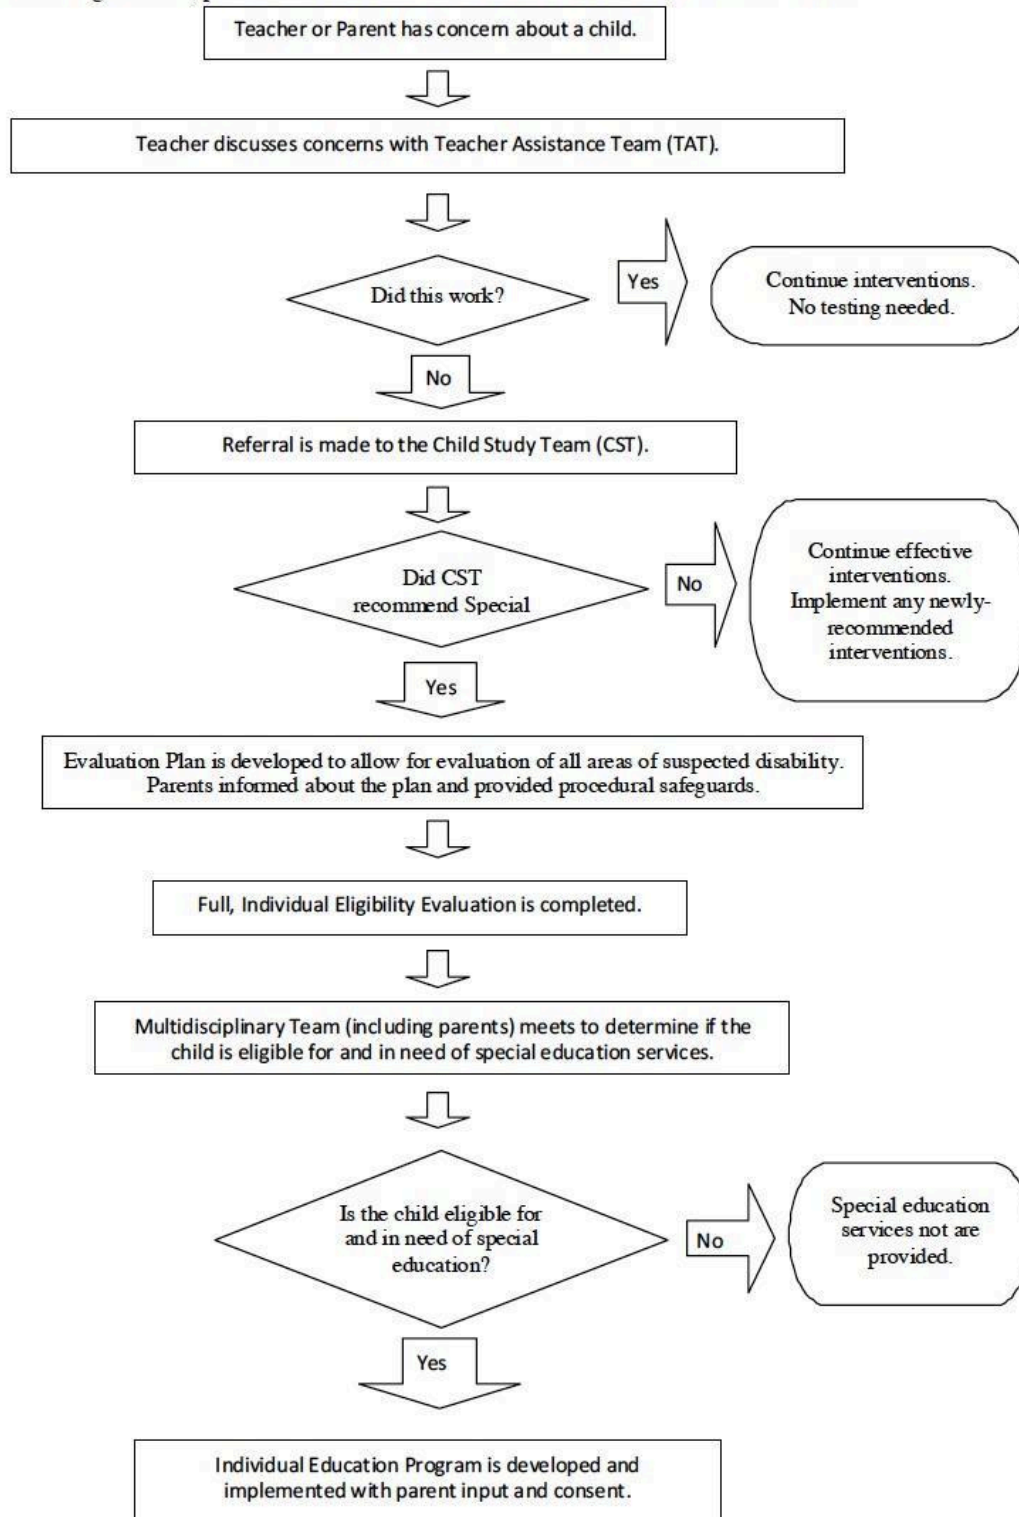 Teacher or Parent has concern about a child.
Teacher discusses concerns with Teacher Assistance Team (TAT).
Did this work?
Yes
Continue interventions.
No testing needed.
No
Referral is made to the Child Study Team (CST).
Did CST
recommend Special
No
Continue effective
interventions.
Implement any newly-
recommended
interventions.
Yes
Evaluation Plan is developed to allow for evaluation of all areas of suspected disability.
Parents informed about the plan and provided procedural safeguards.
Full, Individual Eligibility Evaluation is completed.
Multidisciplinary Team (including parents) meets to determine if the
child is eligible for and in need of special education services.
Is the child eligible for
and in need of special
education?
No
Special education
services not are
provided.
Yes
Individual Education Program is developed and
implemented with parent input and consent.